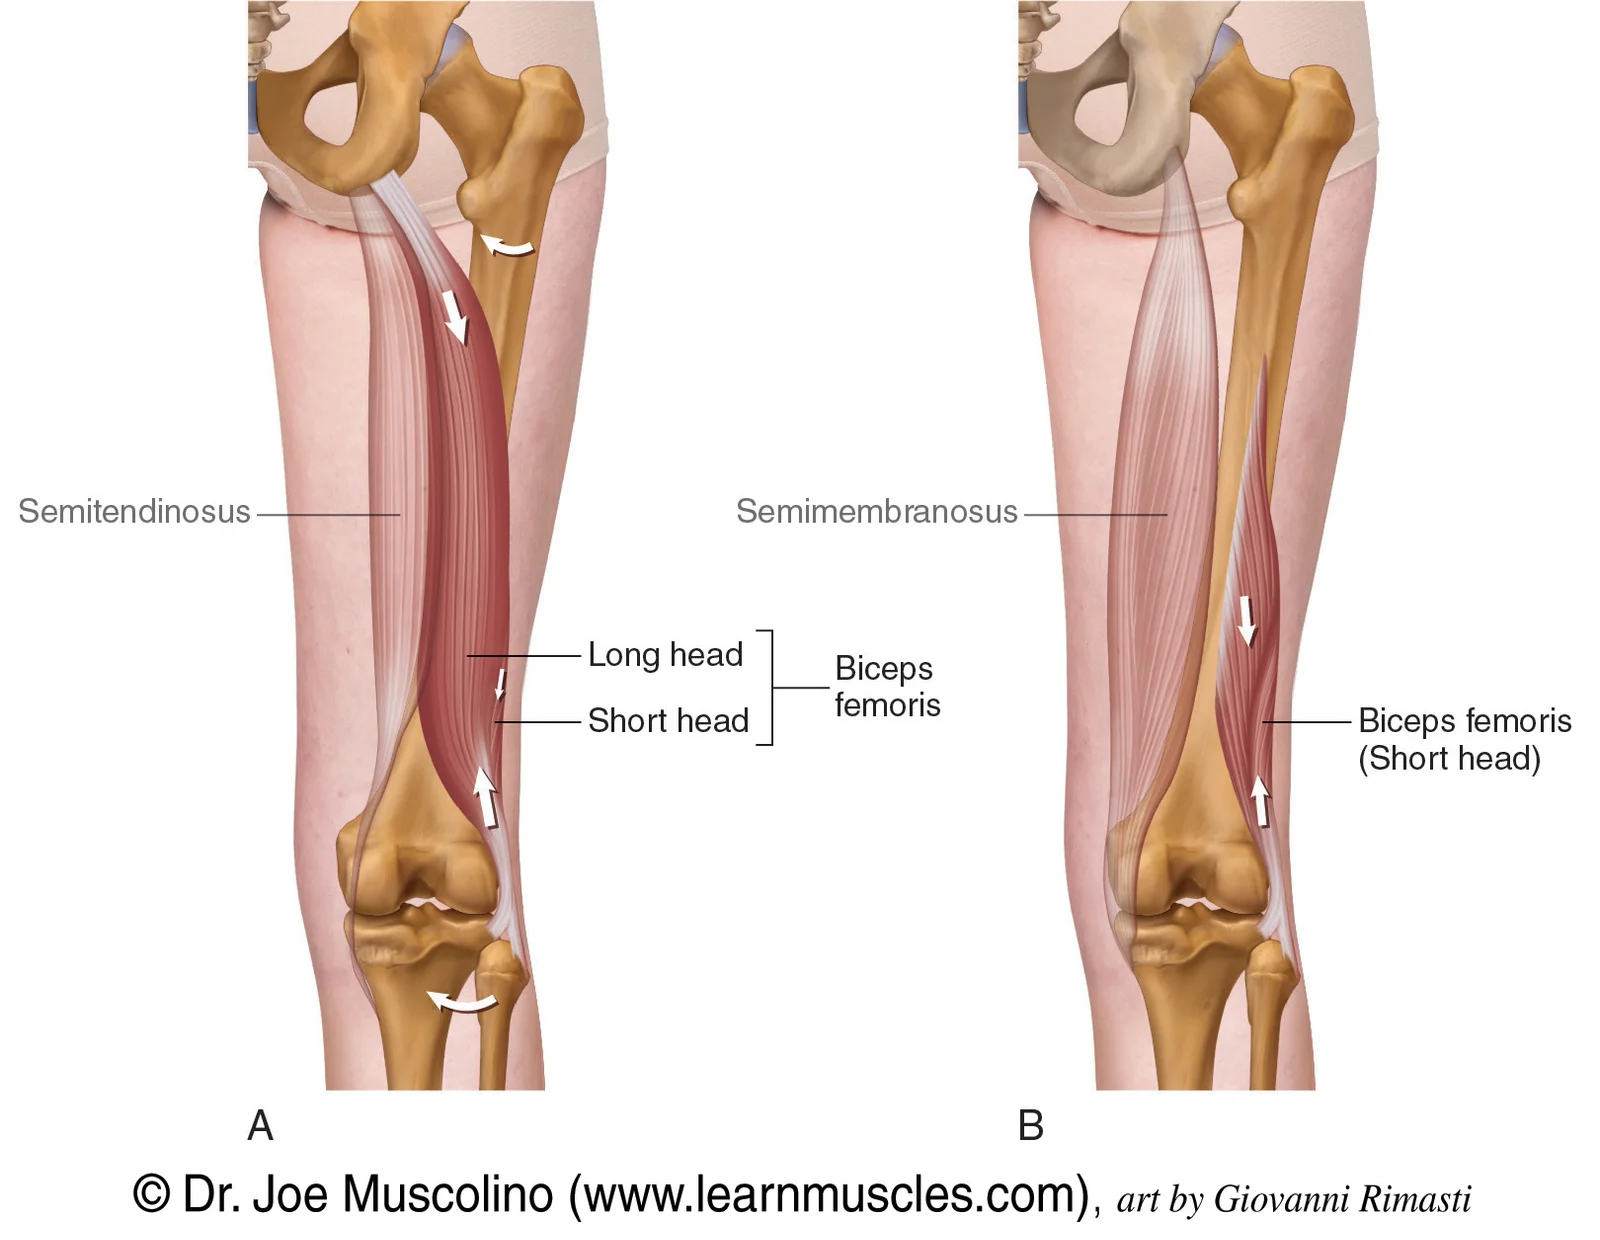 Semitendinosus
Semimembranosus
Long head
Short head
Biceps
femoris
Biceps femoris
(Short head)
A
B
© Dr. Joe Muscolino (www.learnmuscles.com), art by Giovanni Rimasti